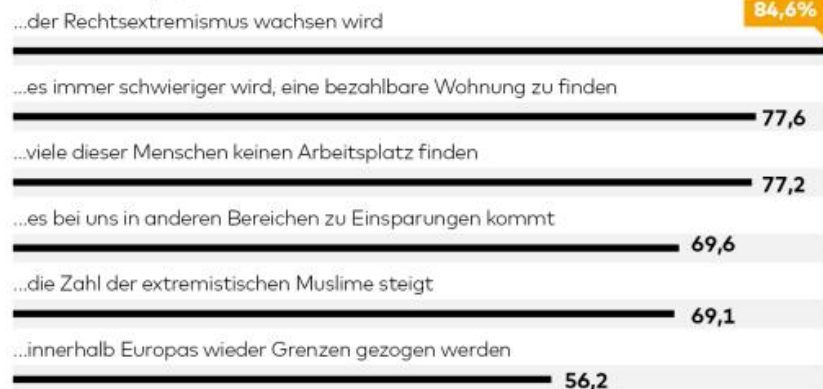 84,6%
...der Rechtsextremismus wachsen wird
...es immer schwieriger wird, eine bezahlbare Wohnung zu finden
77,6
...viele dieser Menschen keinen Arbeitsplatz finden
77,2
...es bei uns in anderen Bereichen zu Einsparungen kommt
69,6
...die Zahl der extremistischen Muslime steigt
69,1
...innerhalb Europas wieder Grenzen gezogen werden
56,2